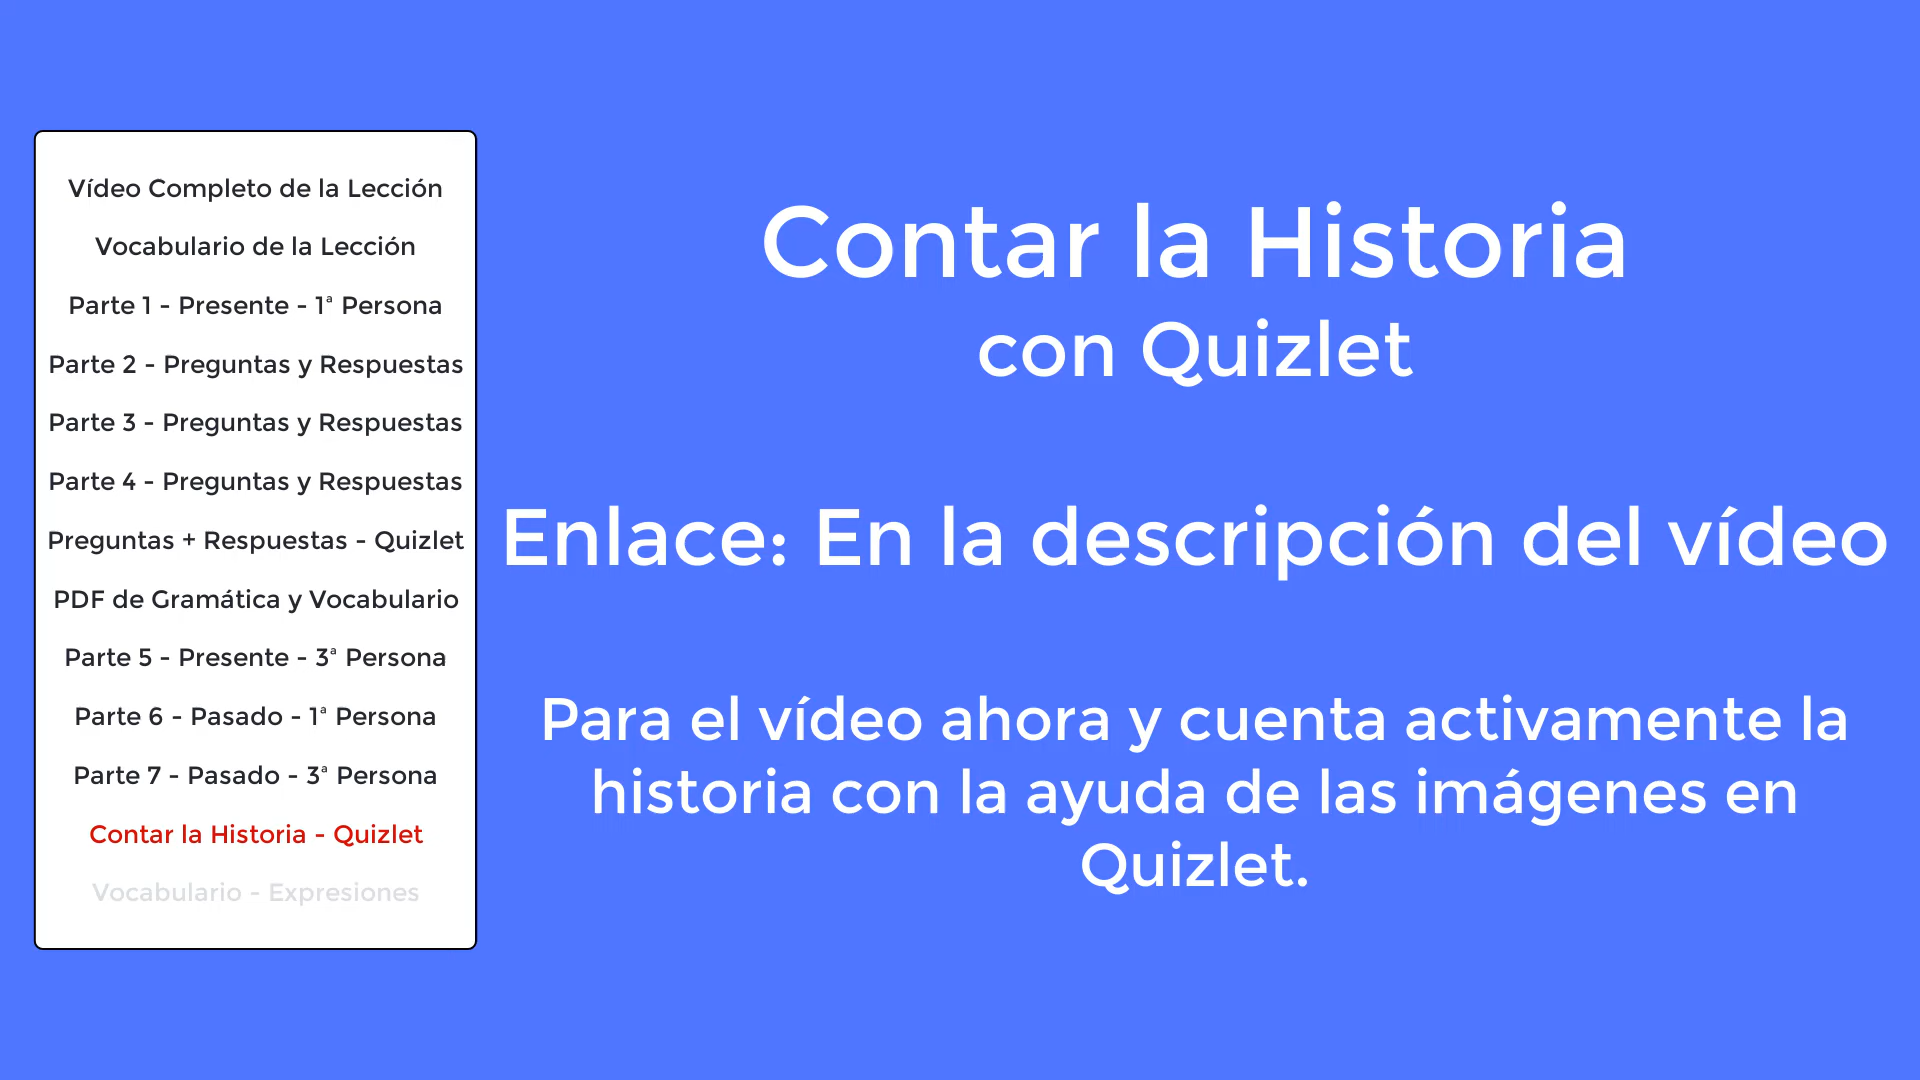 Vídeo Completo de la Lección
Vocabulario de la Lección
Parte 1 - Presente - 1ª Persona
Parte 2 - Preguntas y Respuestas
Parte 3 - Preguntas y Respuestas
Parte 4 - Preguntas y Respuestas
Preguntas + Respuestas - Quizlet
PDF de Gramática y Vocabulario
Parte 5 - Presente - 3ª Persona
Parte 6 - Pasado - 1ª Persona
Parte 7 - Pasado - 3ª Persona
Contar la Historia - Quizlet
Vocabulario - Expresiones
Contar la Historia
con Quizlet
Enlace: En la descripción del vídeo
Para el vídeo ahora y cuenta activamente la
historia con la ayuda de las imágenes en
Quizlet.